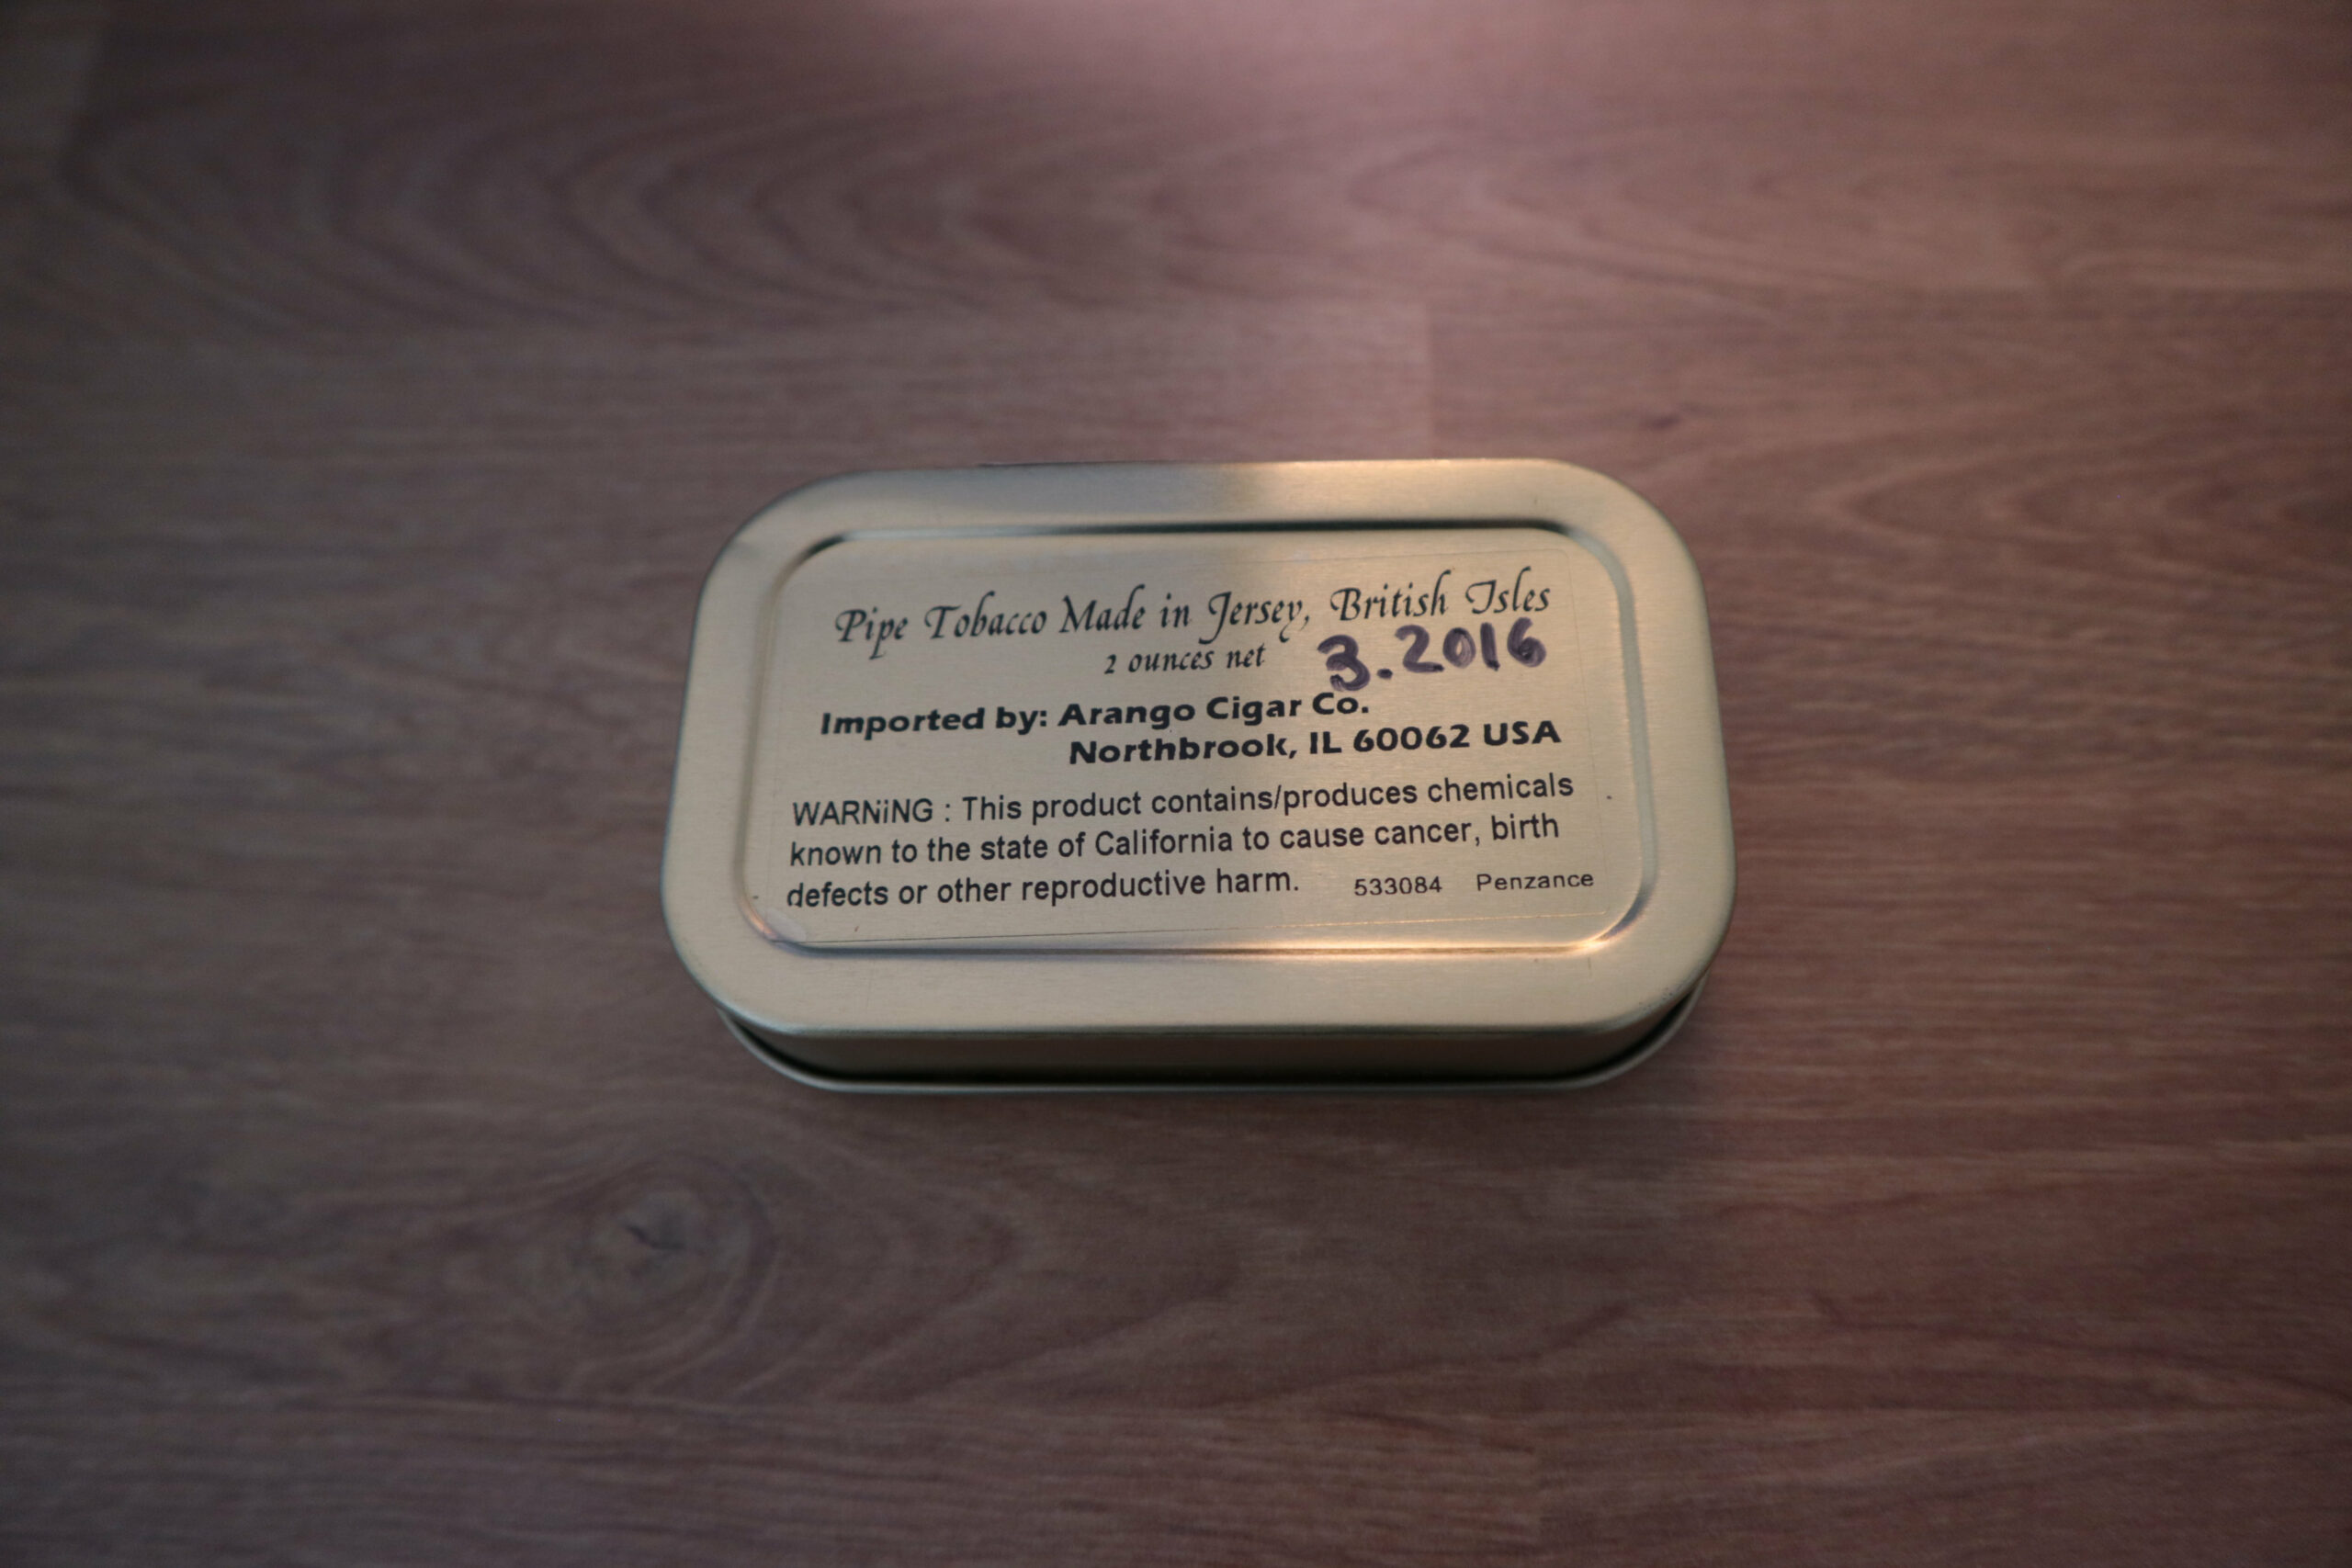 Pipe Tobacco Made in Jersey, British Isles
2 ounces net 3.2016
Imported by: Arango Cigar Co.
Northbrook, IL 60062 USA
WARNiNG : This product contains/produces chemicals
known to the state of California to cause cancer, birth
defects or other reproductive harm. 533084 Penzance